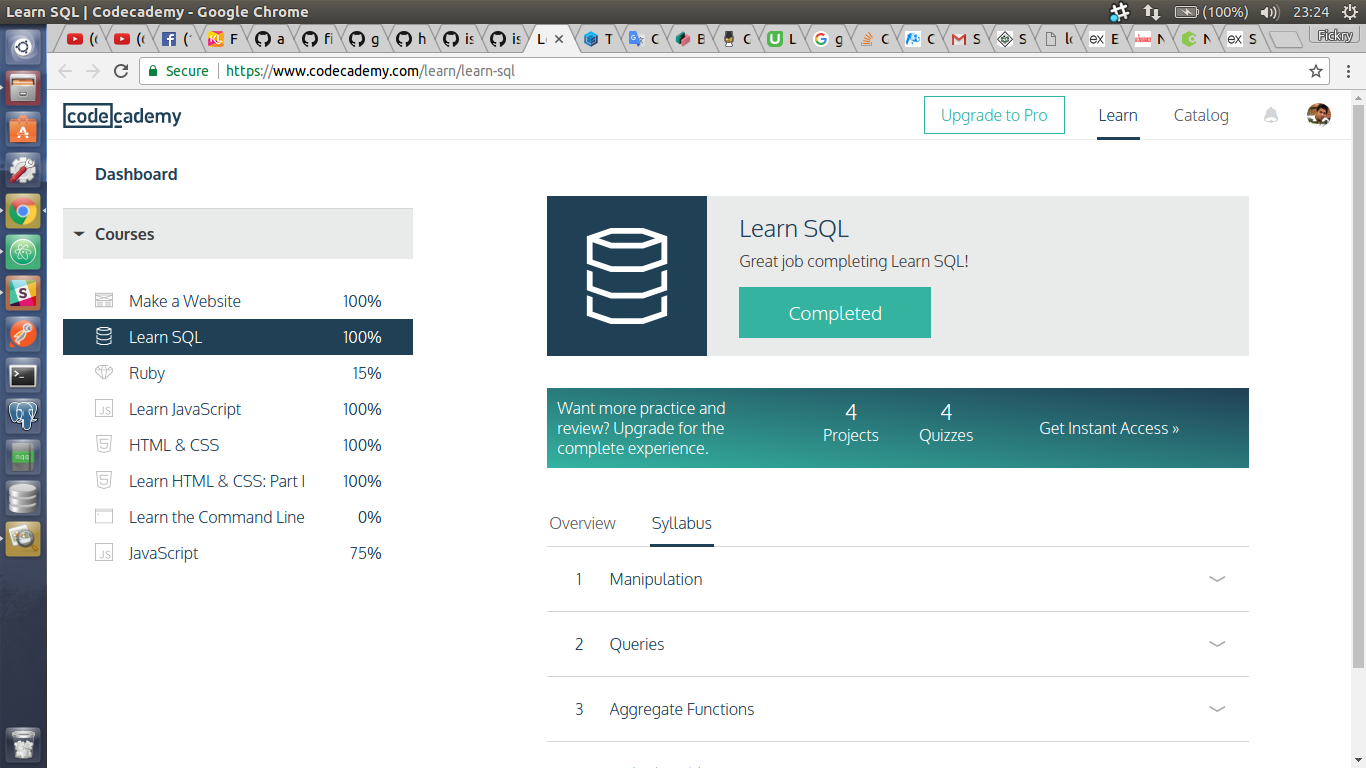 Learn SQL | Codecademy - Google Chrome
(100%) 23:24
Fickry
Secure https://www.codecademy.com/learn/learn-sql
codecademy
Upgrade to Pro Learn Catalog
Dashboard
Courses
Make a Website 100%
Learn SQL 100%
Ruby 15%
Learn JavaScript 100%
HTML & CSS 100%
Learn HTML & CSS: Part I 100%
Learn the Command Line 0%
JavaScript 75%
Learn SQL
Great job completing Learn SQL!
Completed
Want more practice and
review? Upgrade for the
complete experience.
4 Projects
4 Quizzes
Get Instant Access »
Overview Syllabus
1 Manipulation
2 Queries
3 Aggregate Functions